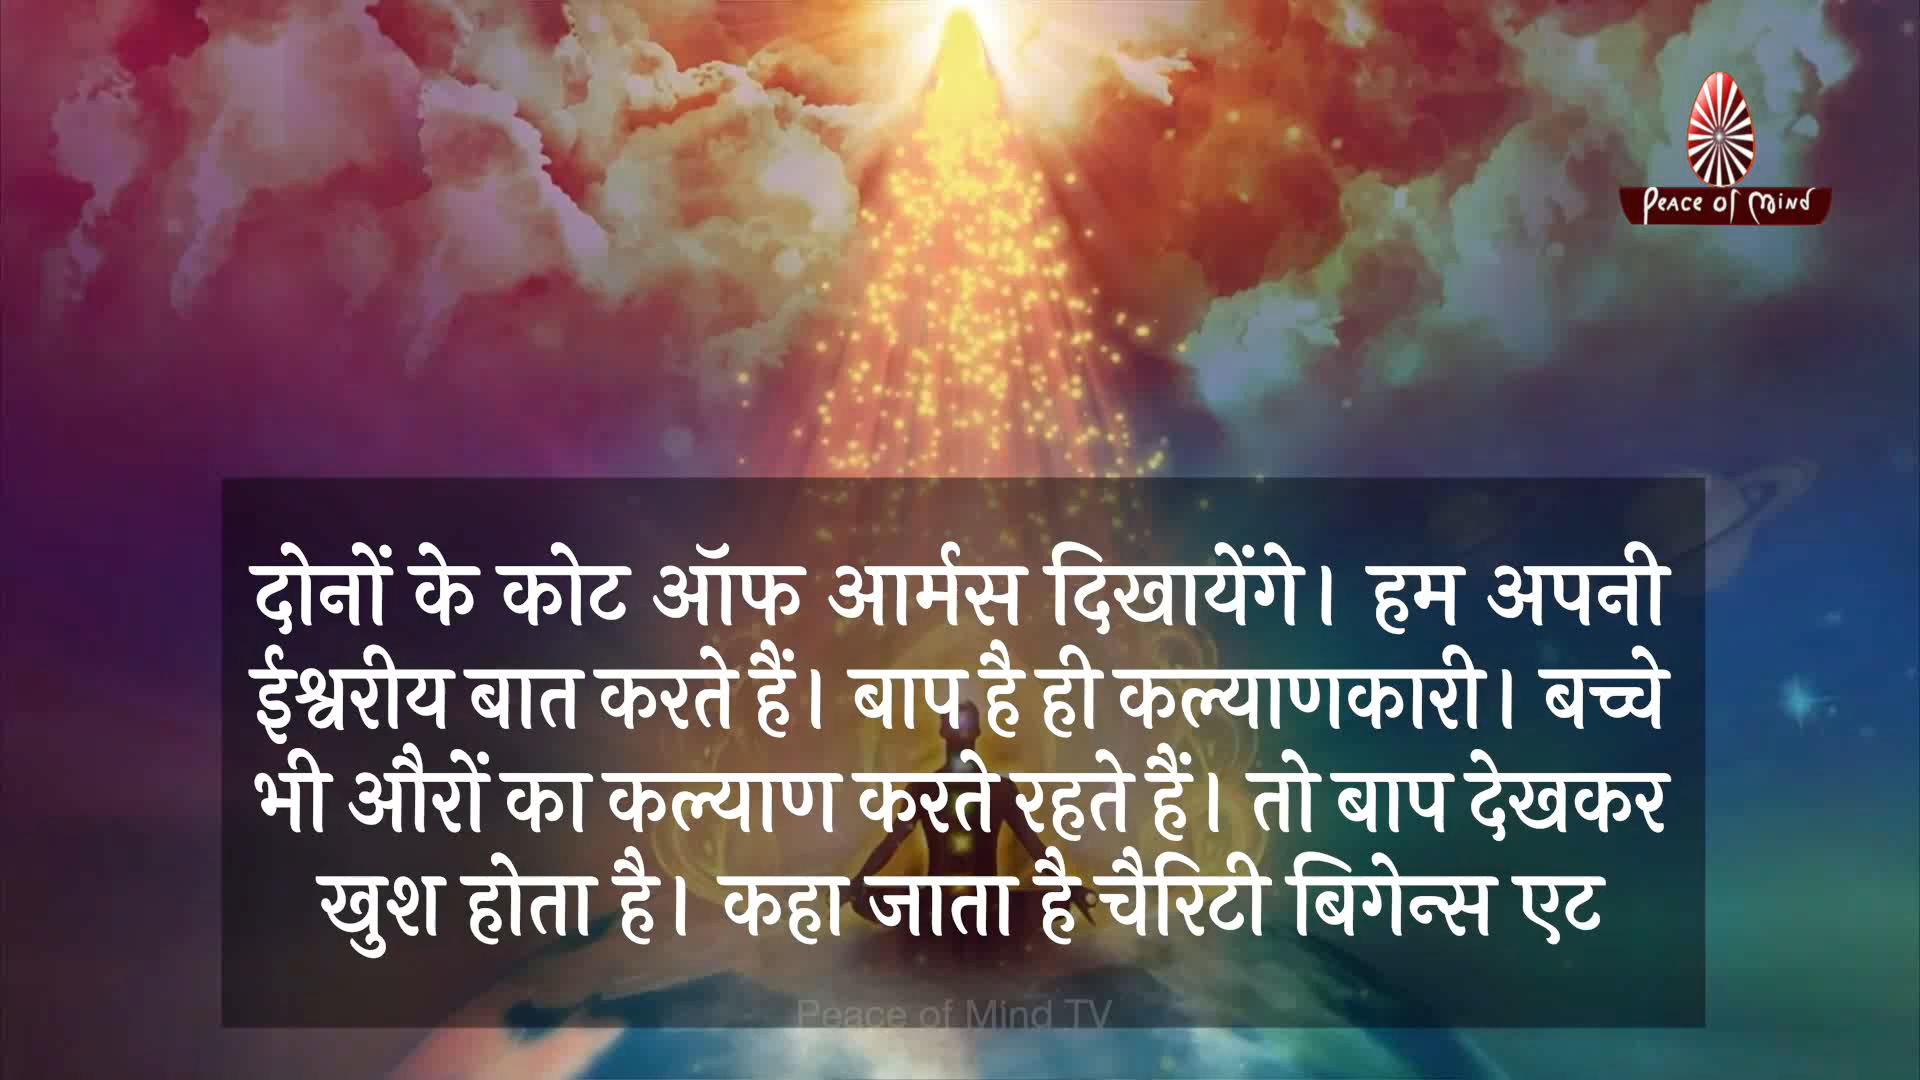 Peace of Mind
दोनों के कोट ऑफ आर्मस दिखायेंगे। हम अपनी
ईश्वरीय बात करते हैं। बाप है ही कल्याणकारी। बच्चे
भी औरों का कल्याण करते रहते हैं। तो बाप देखकर
खुश होता है। कहा जाता है चैरिटी बिगेन्स एट
Peace of Mind TV